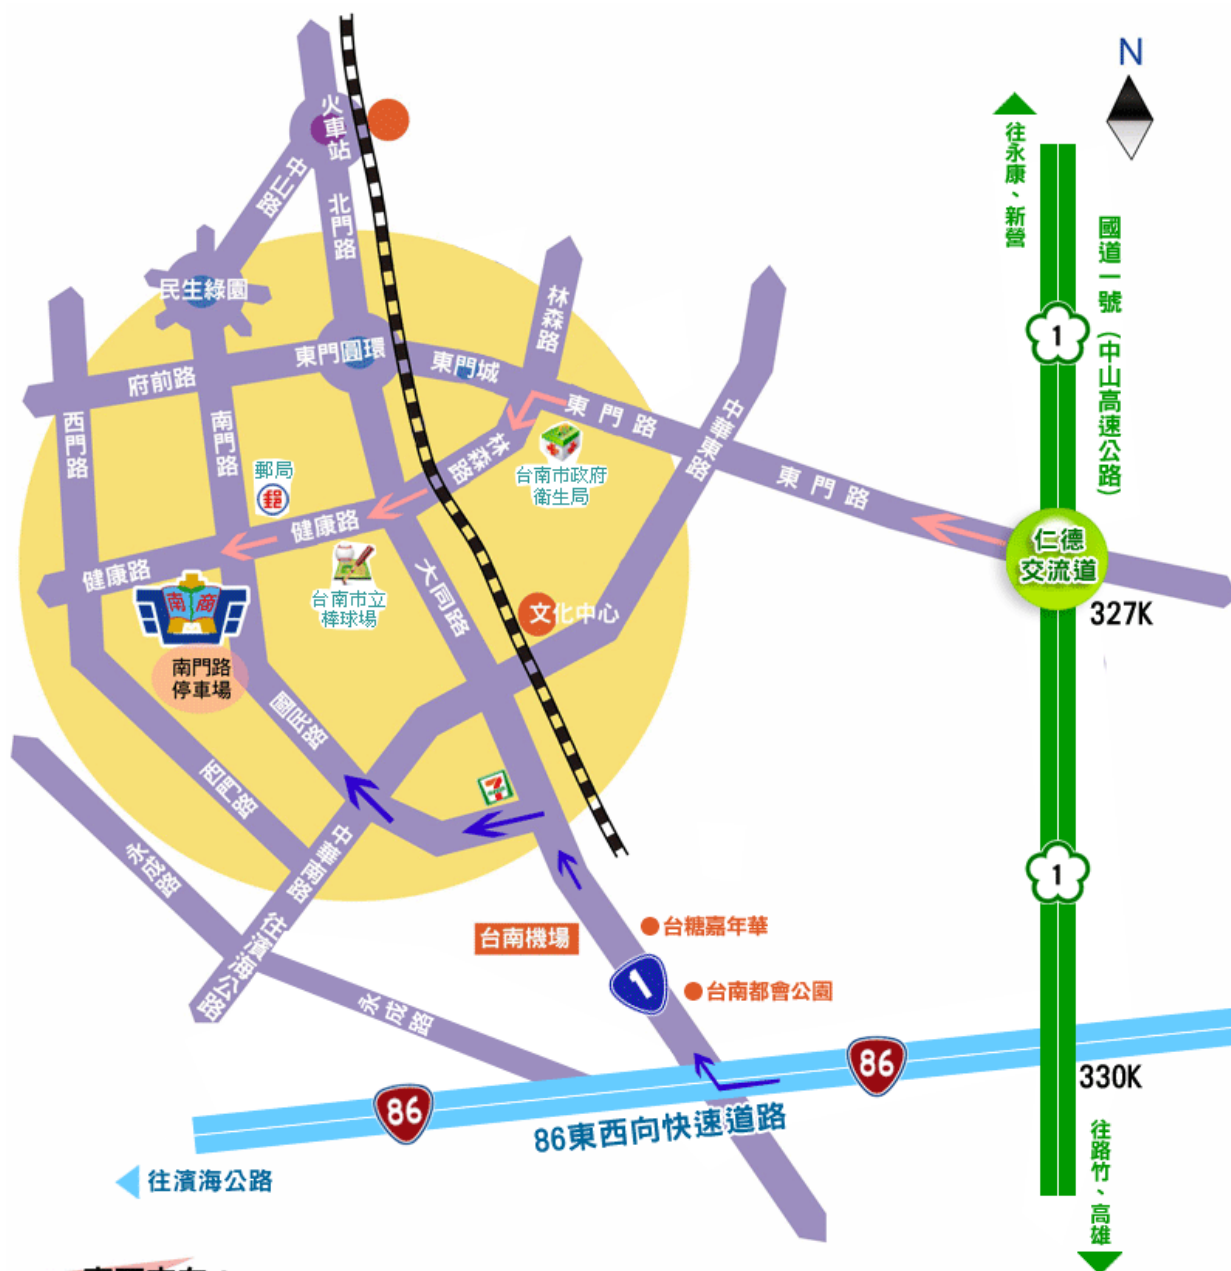 N
火車站
往永康、新營
中山路
北門路
國道一號（中山高速公路）
民生綠園
林森路
1
東門圓環
東門城
府前路
東門路
中華東路
西門路
南門路
林森路
郵局
郵
台南市政府
衛生局
東門路
健康路
仁德
交流道
327K
健康路
南商
台南市立
棒球場
大同路
文化中心
南門路
停車場
國民路
西門路
7
中華南路
永成路
1
往濱海公路
台南機場
台糖嘉年華
1
台南都會公園
永成路
86
86
330K
86東西向快速道路
往濱海公路
往路竹、高雄